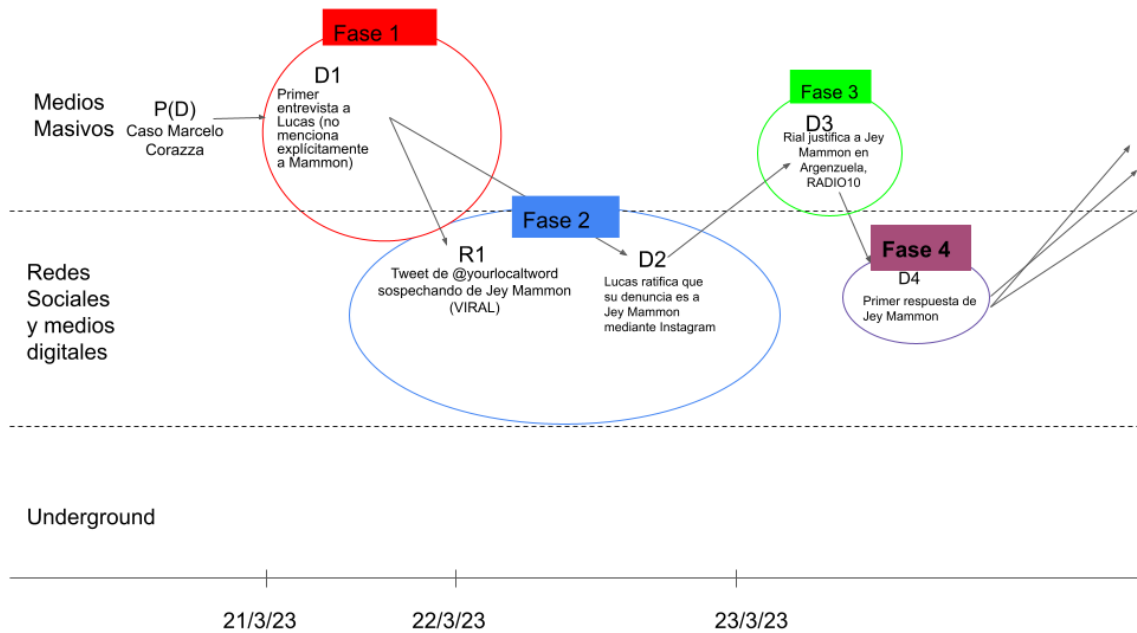 Fase 1
Medios
Masivos
P(D)
Caso Marcelo
Corazza
D1
Primer
entrevista a
Lucas (no
menciona
explícitamente
a Mammon)
Fase 3
D3
Rial justifica a Jey
Mammon en
Argenzuela,
RADIO10
Fase 2
Redes
Sociales
y medios
digitales
R1
Tweet de @yourlocaltword
sospechando de Jey Mammon
(VIRAL)
D2
Lucas ratifica que
su denuncia es a
Jey Mammon
mediante Instagram
Fase 4
D4
Primer respuesta de
Jey Mammon
Underground
21/3/23
22/3/23
23/3/23